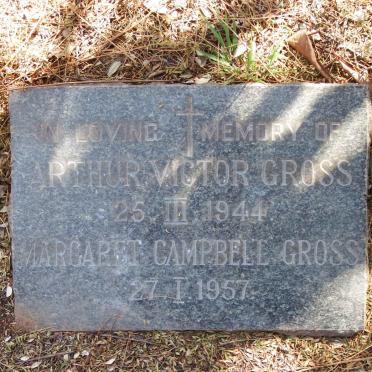 IN LOVING MEMORY OF
ARTHUR VICTOR GROSS
25. III. 1944
MARGARET CAMPBELL GROSS
27. I. 1957.